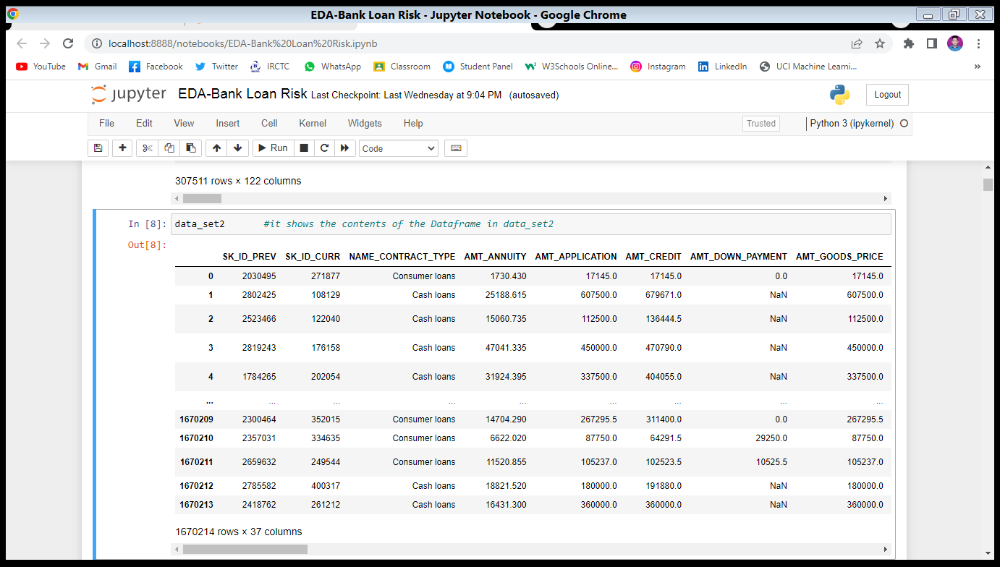 EDA-Bank Loan Risk - Jupyter Notebook - Google Chrome
localhost:8888/notebooks/EDA-Bank%20Loan%20Risk.ipynb
YouTube Gmail Facebook Twitter IRCTC WhatsApp Classroom Student Panel W3Schools Online... Instagram LinkedIn UCI Machine Learni... »
jupyter EDA-Bank Loan Risk Last Checkpoint: Last Wednesday at 9:04 PM (autosaved) Logout
File Edit View Insert Cell Kernel Widgets Help Trusted Python 3 (ipykernel)
Run Code
307511 rows × 122 columns
In [8]: data_set2 #it shows the contents of the Dataframe in data_set2
Out[8]:
SK_ID_PREV SK_ID_CURR NAME_CONTRACT_TYPE AMT_ANNUITY AMT_APPLICATION AMT_CREDIT AMT_DOWN_PAYMENT AMT_GOODS_PRICE
0 2030495 271877 Consumer loans 1730.430 17145.0 17145.0 0.0 17145.0
1 2802425 108129 Cash loans 25188.615 607500.0 679671.0 NaN 607500.0
2 2523466 122040 Cash loans 15060.735 112500.0 136444.5 NaN 112500.0
3 2819243 176158 Cash loans 47041.335 450000.0 470790.0 NaN 450000.0
4 1784265 202054 Cash loans 31924.395 337500.0 404055.0 NaN 337500.0
... ... ... ... ... ... ... ... ...
1670209 2300464 352015 Consumer loans 14704.290 267295.5 311400.0 0.0 267295.5
1670210 2357031 334635 Consumer loans 6622.020 87750.0 64291.5 29250.0 87750.0
1670211 2659632 249544 Consumer loans 11520.855 105237.0 102523.5 10525.5 105237.0
1670212 2785582 400317 Cash loans 18821.520 180000.0 191880.0 NaN 180000.0
1670213 2418762 261212 Cash loans 16431.300 360000.0 360000.0 NaN 360000.0
1670214 rows × 37 columns